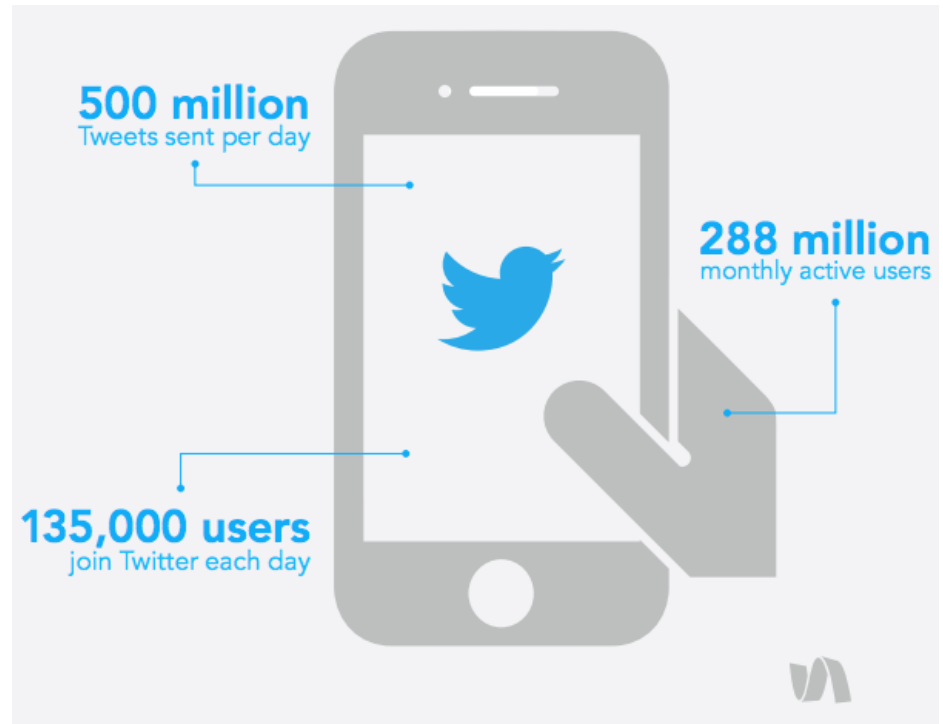 500 million
Tweets sent per day
288 million
monthly active users
135,000 users
join Twitter each day